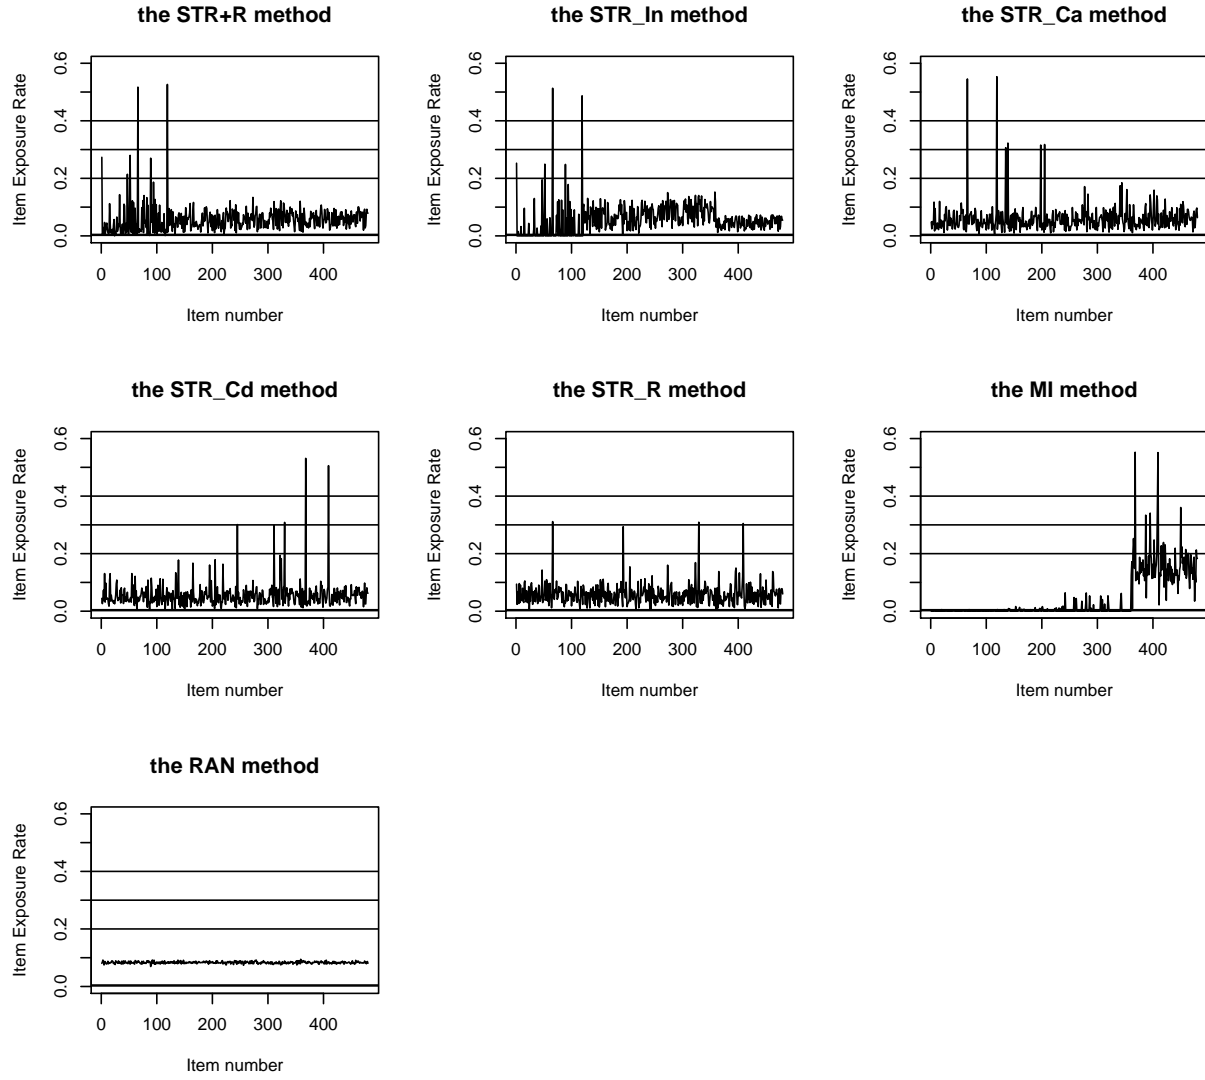 the STR+R method
Item Exposure Rate
0.0 0.2 0.4 0.6
0 100 200 300 400
Item number
the STR_In method
Item Exposure Rate
0.0 0.2 0.4 0.6
0 100 200 300 400
Item number
the STR_Ca method
Item Exposure Rate
0.0 0.2 0.4 0.6
0 100 200 300 400
Item number
the STR_Cd method
Item Exposure Rate
0.0 0.2 0.4 0.6
0 100 200 300 400
Item number
the STR_R method
Item Exposure Rate
0.0 0.2 0.4 0.6
0 100 200 300 400
Item number
the MI method
Item Exposure Rate
0.0 0.2 0.4 0.6
0 100 200 300 400
Item number
the RAN method
Item Exposure Rate
0.0 0.2 0.4 0.6
0 100 200 300 400
Item number